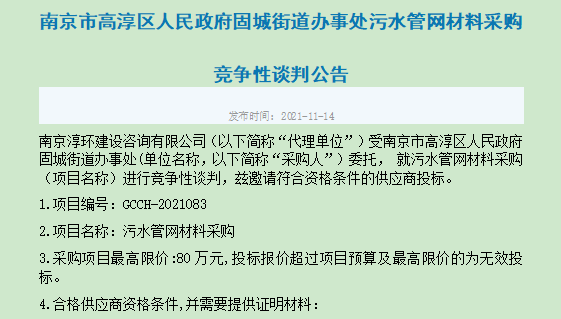 南京市高淳区人民政府固城街道办事处污水管网材料采购
竞争性谈判公告
发布时间：2021-11-14
南京淳环建设咨询有限公司（以下简称“代理单位”）受南京市高淳区人民政府
固城街道办事处(单位名称，以下简称“采购人”）委托， 就污水管网材料采购
（项目名称）进行竞争性谈判，兹邀请符合资格条件的供应商投标。
1.项目编号：GCCH-2021083
2.项目名称：污水管网材料采购
3.采购项目最高限价:80 万元,投标报价超过项目预算及最高限价的为无效投
标。
4.合格供应商资格条件,并需要提供证明材料：